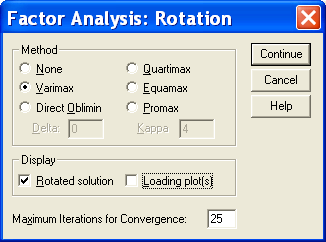 Factor Analysis: Rotation
Method
None
Quartimax
Varimax
Equamax
Direct Oblimin
Promax
Delta: 0
Kappa 4
Display
Rotated solution
Loading plot(s)
Maximum Iterations for Convergence: 25
Continue
Cancel
Help